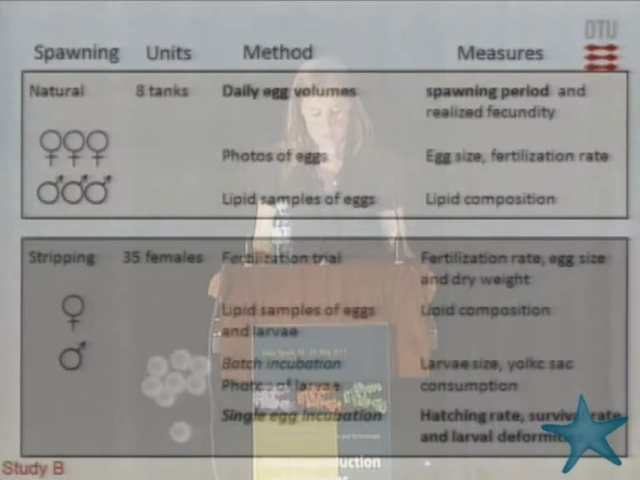 DTU
Spawning Units Method Measures
Natural 8 tanks Daily egg volumes spawning period and
realized fecundity
Photos of eggs Egg size, fertilization rate
Lipid samples of eggs Lipid composition
Stripping 35 females Fertilization trial Fertilization rate, egg size
and dry weight
Lipid samples of eggs Lipid composition
and larvae
Batch incubation Larvae size, yolkc sac
Photos of larvae consumption
Single egg incubation Hatching rate, survival rate
and larval
Study B